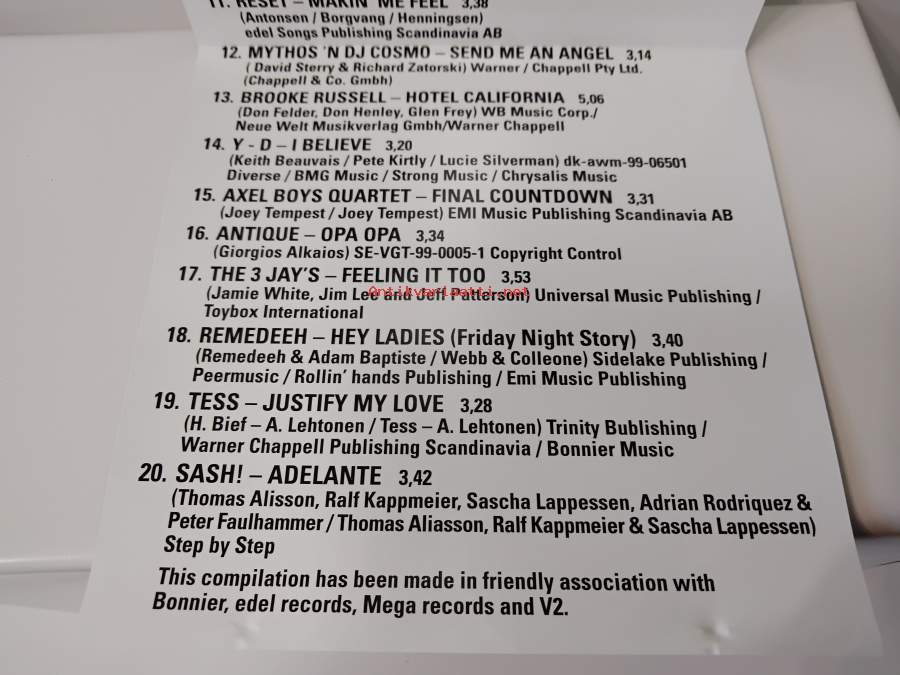 11. RESET – MAKIN' ME FEEL 3,38
(Antonsen / Borgvang / Henningsen)
edel Songs Publishing Scandinavia AB
12. MYTHOS 'N DJ COSMO – SEND ME AN ANGEL 3,14
( David Sterry & Richard Zatorski) Warner / Chappell Pty Ltd.
(Chappell & Co. Gmbh)
13. BROOKE RUSSELL – HOTEL CALIFORNIA 5,06
(Don Felder, Don Henley, Glen Frey) WB Music Corp./
Neue Welt Musikverlag Gmbh/Warner Chappell
14. Y - D – I BELIEVE 3,20
(Keith Beauvais / Pete Kirtly / Lucie Silverman) dk-awm-99-06501
Diverse / BMG Music / Strong Music / Chrysalis Music
15. AXEL BOYS QUARTET – FINAL COUNTDOWN 3,31
(Joey Tempest / Joey Tempest) EMI Music Publishing Scandinavia AB
16. ANTIQUE – OPA OPA 3,34
(Giorgios Alkaios) SE-VGT-99-0005-1 Copyright Control
17. THE 3 JAY'S – FEELING IT TOO 3,53
(Jamie White, Jim Lee and Jeff Patterson) Universal Music Publishing /
Antikvariaatti.net
Toybox International
18. REMEDEEH – HEY LADIES (Friday Night Story) 3,40
(Remedeeh & Adam Baptiste / Webb & Colleone) Sidelake Publishing /
Peermusic / Rollin' hands Publishing / Emi Music Publishing
19. TESS – JUSTIFY MY LOVE 3,28
(H. Bief – A. Lehtonen / Tess – A. Lehtonen) Trinity Bublishing /
Warner Chappell Publishing Scandinavia / Bonnier Music
20. SASH! – ADELANTE 3,42
(Thomas Alisson, Ralf Kappmeier, Sascha Lappessen, Adrian Rodriquez &
Peter Faulhammer / Thomas Aliasson, Ralf Kappmeier & Sascha Lappessen)
Step by Step
This compilation has been made in friendly association with
Bonnier, edel records, Mega records and V2.